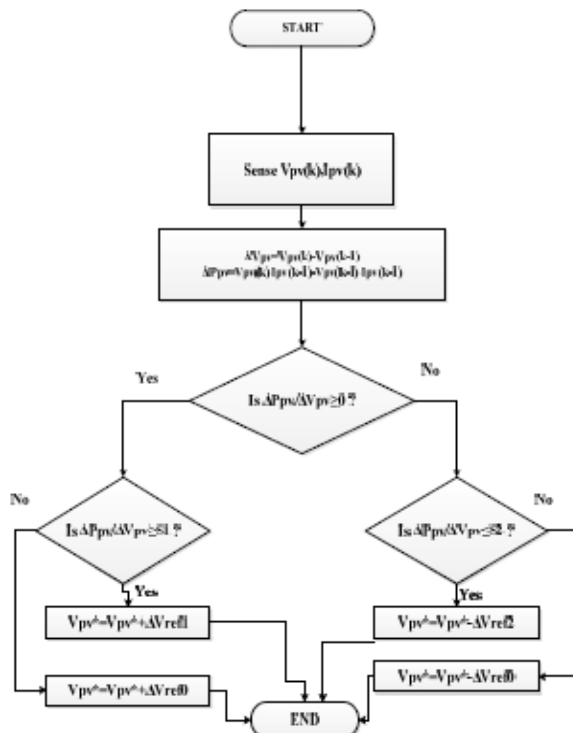 START
Sense Vpv(k),Ipv(k)
ΔVpv=Vpv(k)-Vpv(k-1)
ΔPpv=Vpv(k) Ipv(k-1)-Vpv(k-1) Ipv(k-1)
Yes
No
Is ΔPpv/ΔVpv≥0 ?
No
Is ΔPpv/ΔVpv≥S1 ?
Is ΔPpv/ΔVpv≤S2 ?
No
Yes
Yes
Vpv*=Vpv*+ΔVref1
Vpv*=Vpv*-ΔVref2
Vpv*=Vpv*+ΔVref0
Vpv*=Vpv*-ΔVref0
END